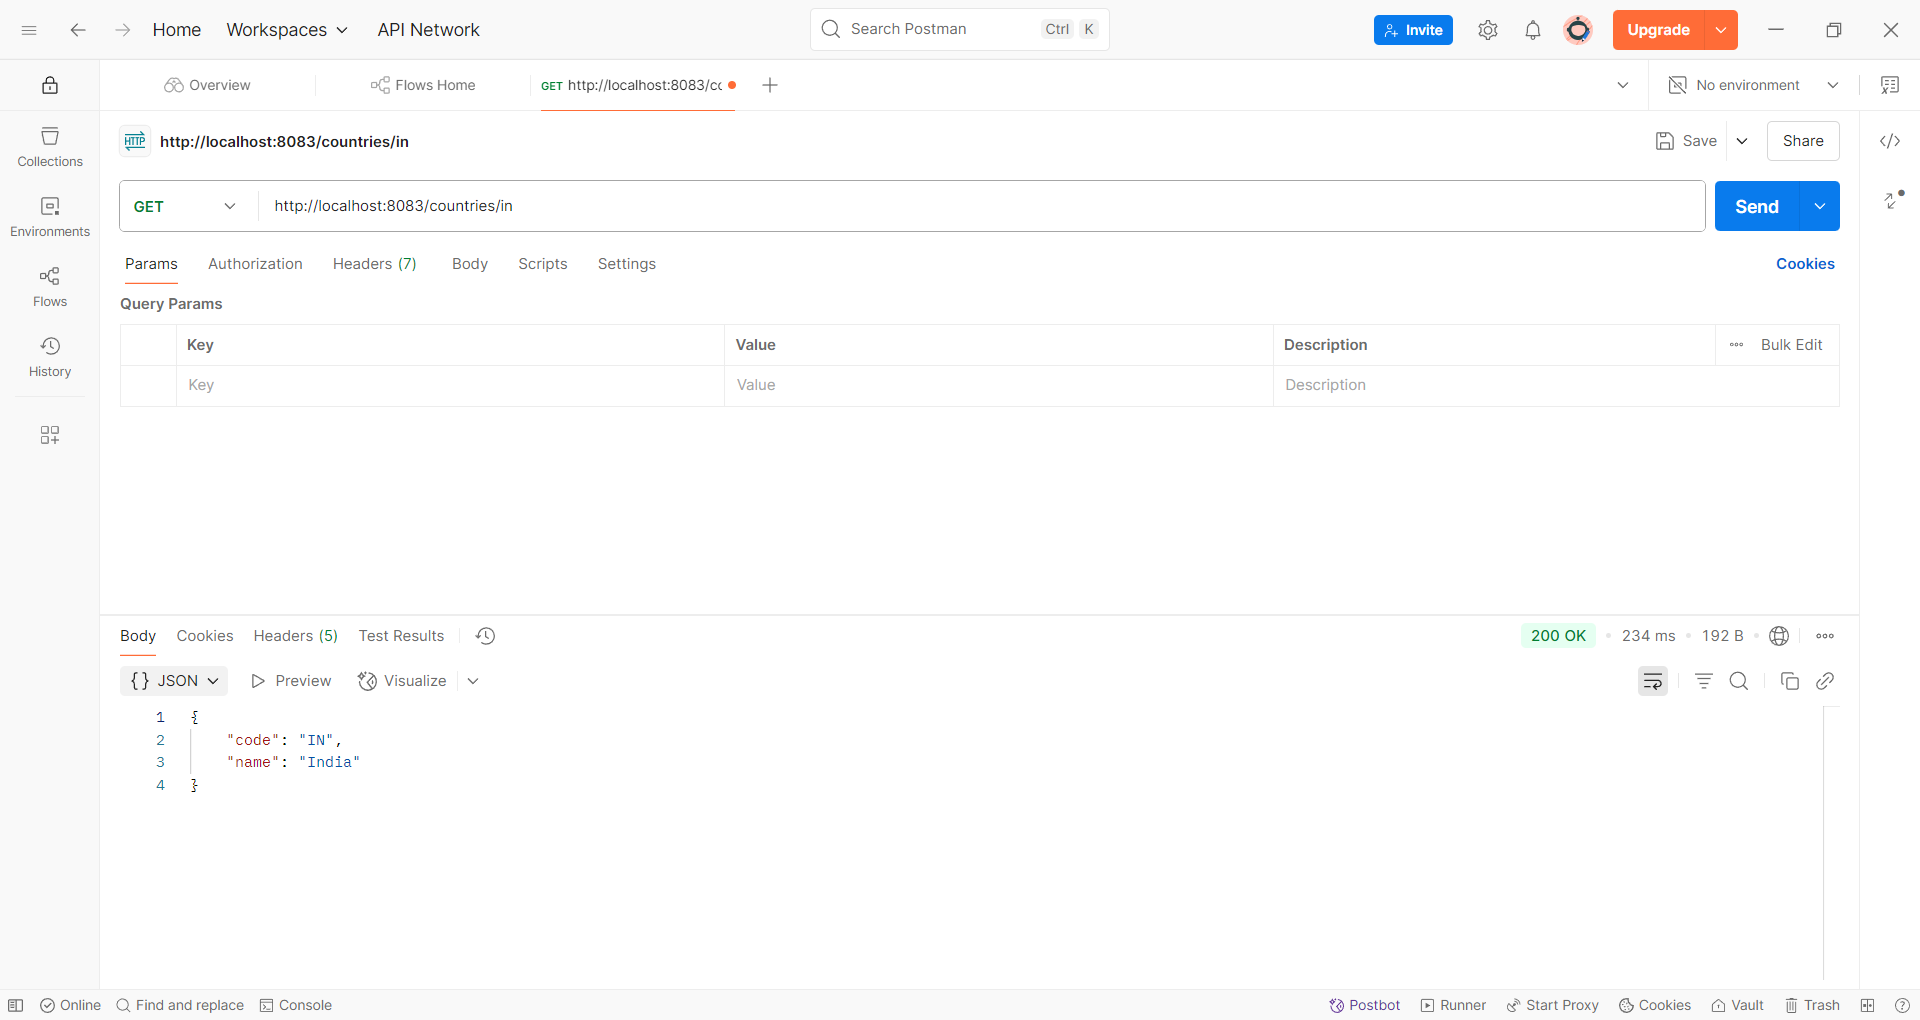 Home Workspaces API Network Search Postman Ctrl K Invite Upgrade
Overview Flows Home GET http://localhost:8083/cc No environment
HTTP http://localhost:8083/countries/in Save Share
Collections
GET http://localhost:8083/countries/in Send
Environments
Params Authorization Headers (7) Body Scripts Settings Cookies
Flows
Query Params
Key Value Description Bulk Edit
History
Key Value Description
Body Cookies Headers (5) Test Results 200 OK 234 ms 192 B
{} JSON Preview Visualize
1 {
2 "code": "IN",
3 "name": "India"
4 }
Online Find and replace Console Postbot Runner Start Proxy Cookies Vault Trash